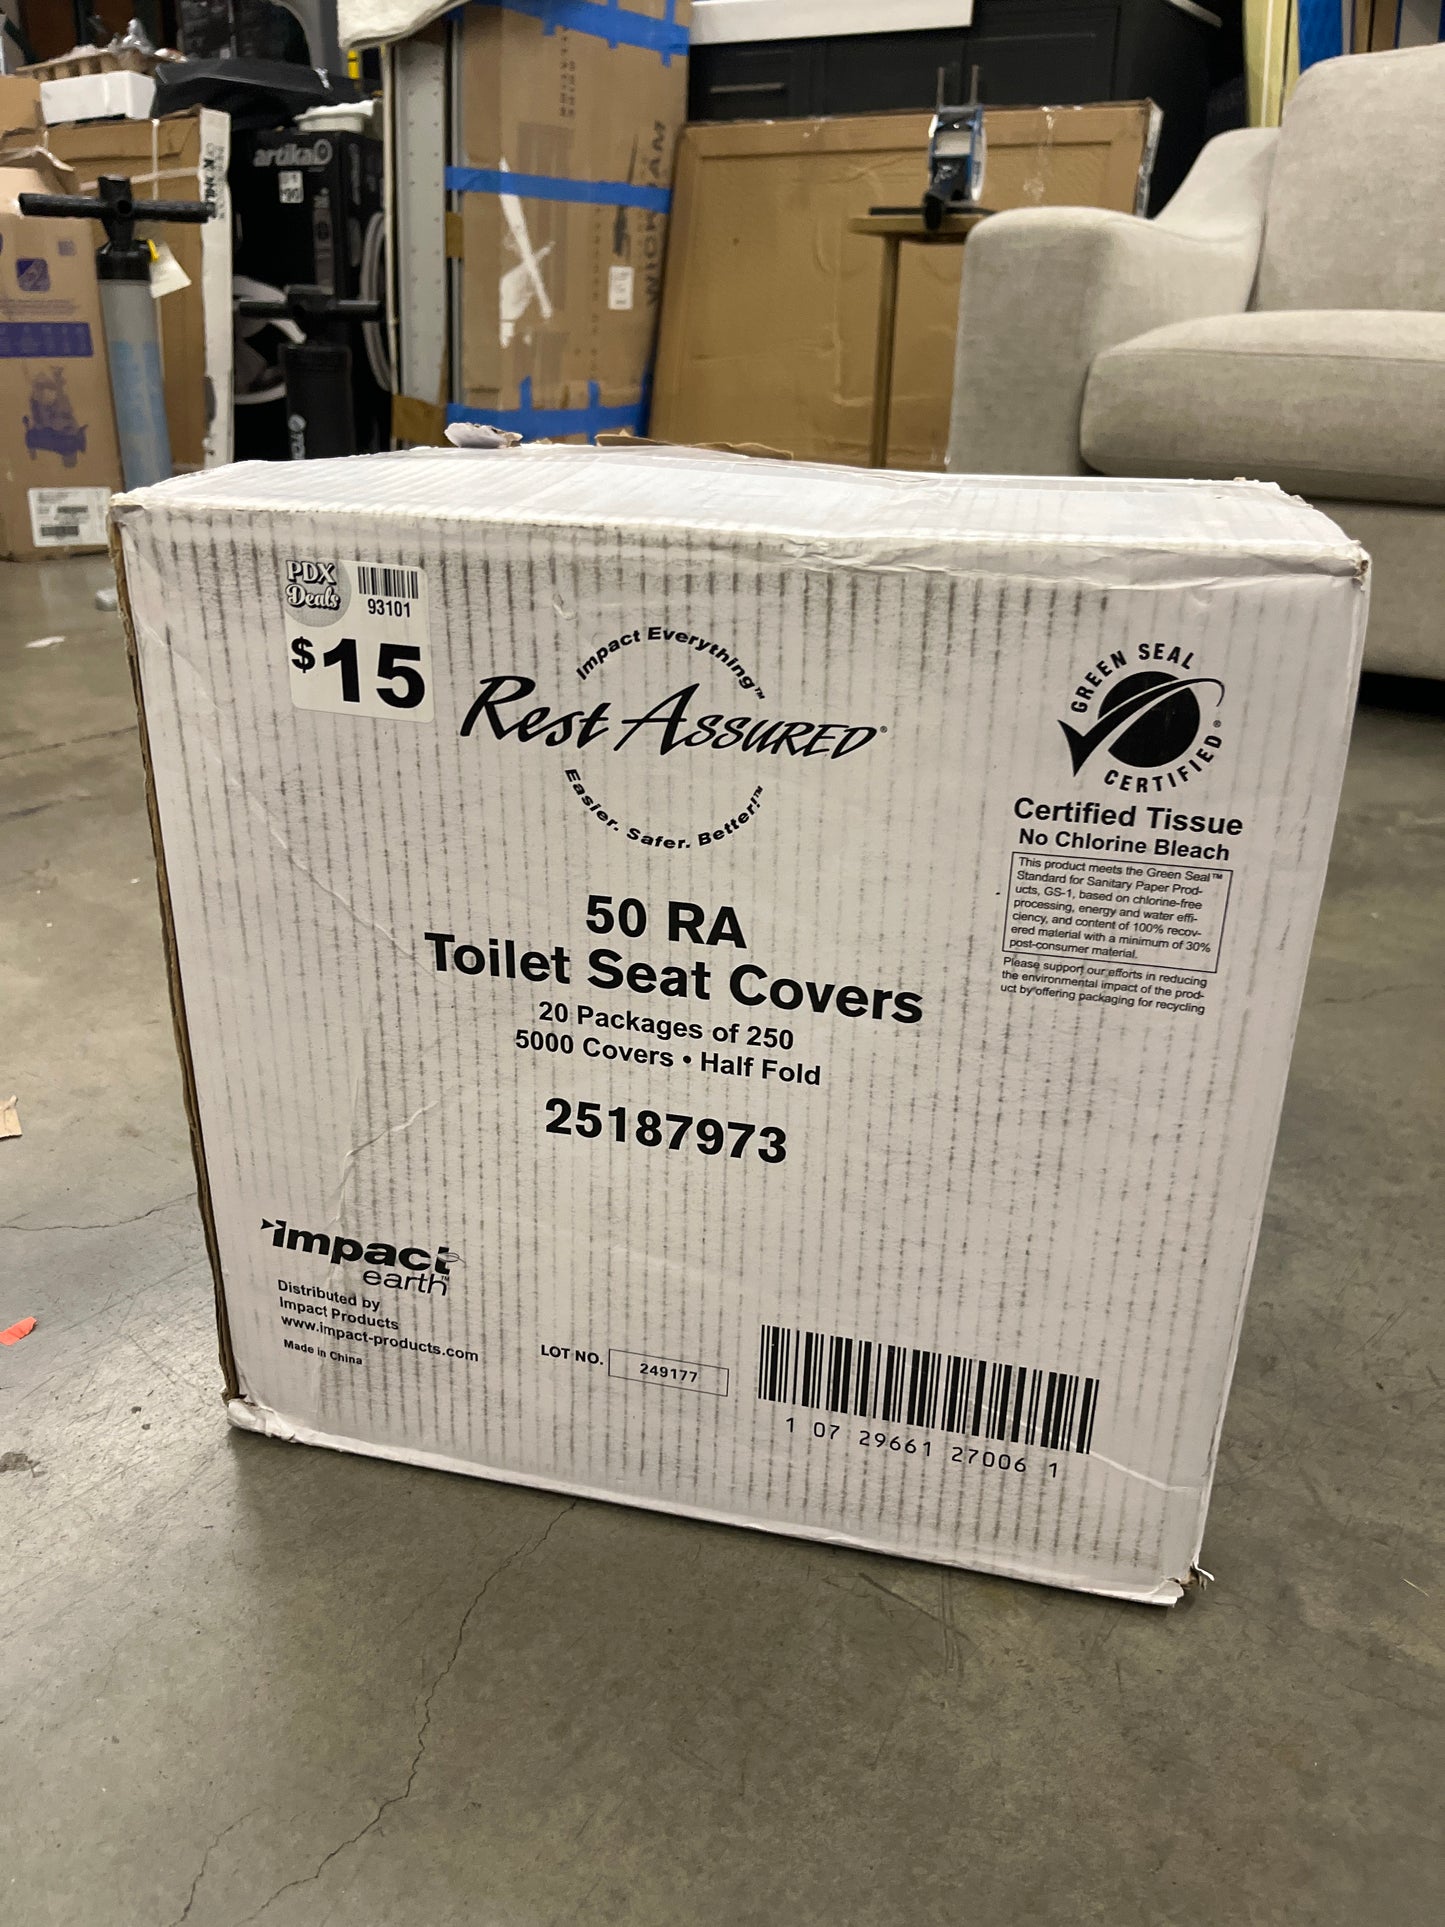 artika
WICKHAM
PDX
Deals
93101
$15
Impact Everything™
Rest Assured®
Easier. Safer. Better!™
GREEN SEAL
CERTIFIED®
Certified Tissue
No Chlorine Bleach
This product meets the Green Seal™
Standard for Sanitary Paper Prod-
ucts, GS-1, based on chlorine-free
processing, energy and water effi-
ciency, and content of 100% recov-
ered material with a minimum of 30%
post-consumer material.
Please support our efforts in reducing
the environmental impact of the prod-
uct by offering packaging for recycling
50 RA
Toilet Seat Covers
20 Packages of 250
5000 Covers • Half Fold
25187973
impact
earth™
Distributed by
Impact Products
www.impact-products.com
Made in China
LOT NO. 249177
1 07 29661 27006 1